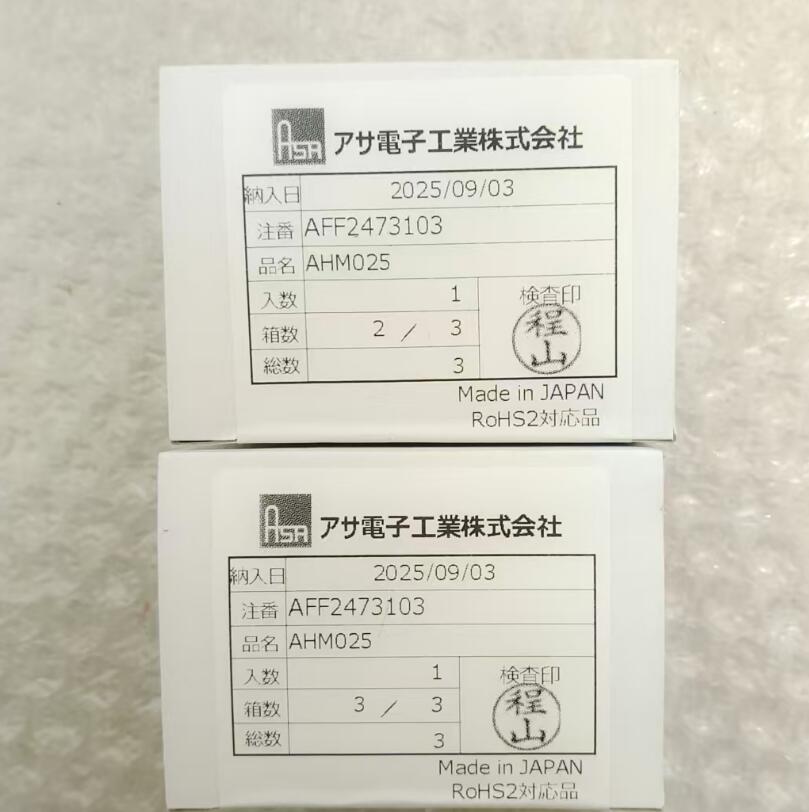 ASA アサ電子工業株式会社
納入日 2025/09/03
注番 AFF2473103
品名 AHM025
入数 1 検査印
箱数 2 / 3 程山
総数 3
Made in JAPAN
RoHS2対応品
ASA アサ電子工業株式会社
納入日 2025/09/03
注番 AFF2473103
品名 AHM025
入数 1 検査印
箱数 3 / 3 程山
総数 3
Made in JAPAN
RoHS2対応品